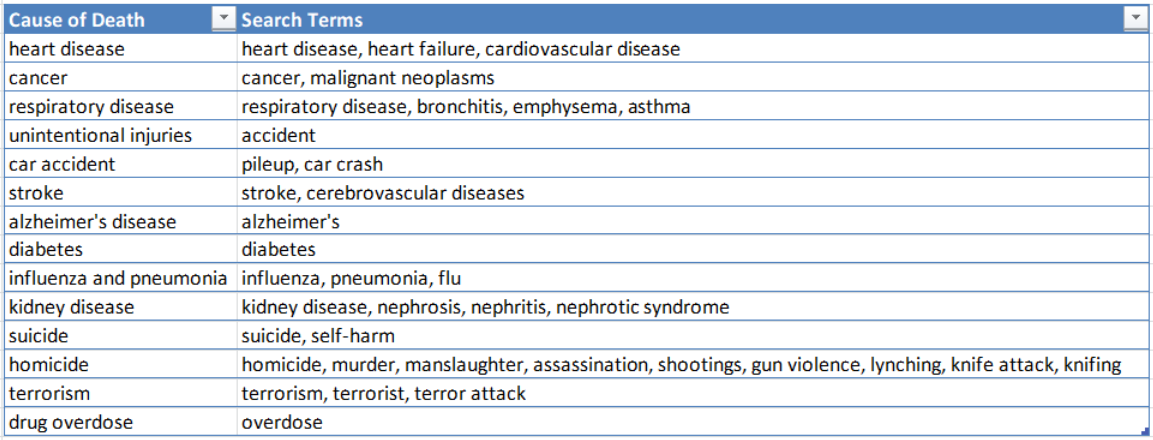 Cause of Death Search Terms
heart disease heart disease, heart failure, cardiovascular disease
cancer cancer, malignant neoplasms
respiratory disease respiratory disease, bronchitis, emphysema, asthma
unintentional injuries accident
car accident pileup, car crash
stroke stroke, cerebrovascular diseases
alzheimer's disease alzheimer's
diabetes diabetes
influenza and pneumonia influenza, pneumonia, flu
kidney disease kidney disease, nephrosis, nephritis, nephrotic syndrome
suicide suicide, self-harm
homicide homicide, murder, manslaughter, assassination, shootings, gun violence, lynching, knife attack, knifing
terrorism terrorism, terrorist, terror attack
drug overdose overdose